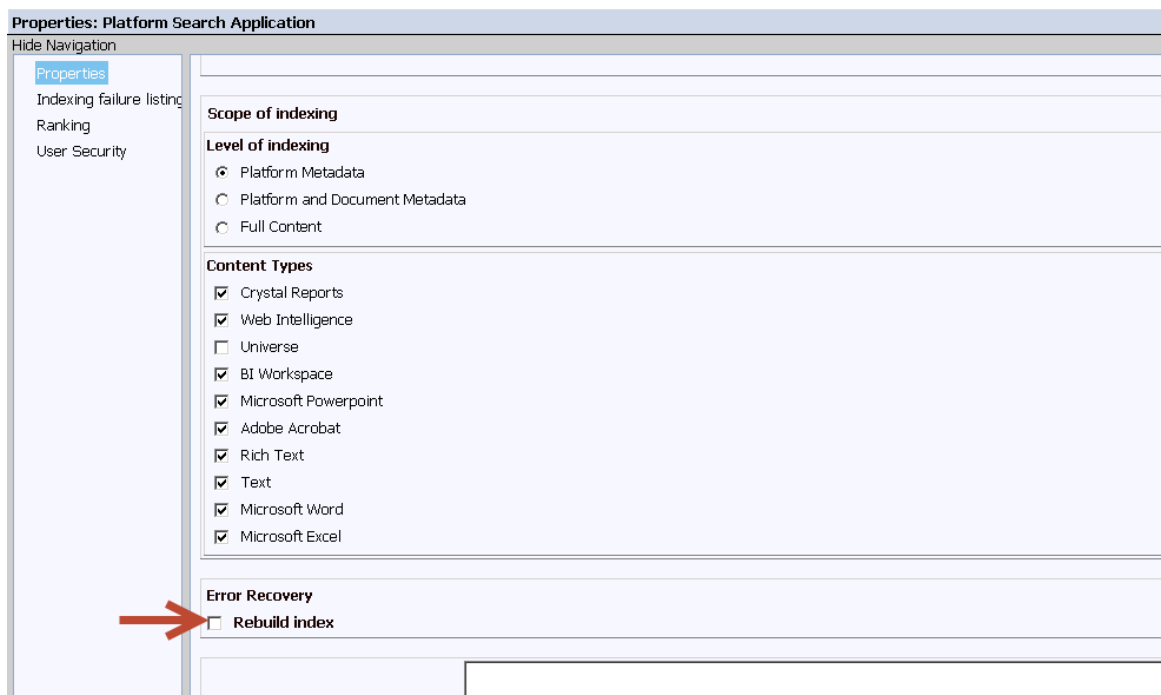 Properties: Platform Search Application
Hide Navigation
Properties
Indexing failure listing
Ranking
User Security
Scope of indexing
Level of indexing
Platform Metadata
Platform and Document Metadata
Full Content
Content Types
Crystal Reports
Web Intelligence
Universe
BI Workspace
Microsoft Powerpoint
Adobe Acrobat
Rich Text
Text
Microsoft Word
Microsoft Excel
Error Recovery
Rebuild index